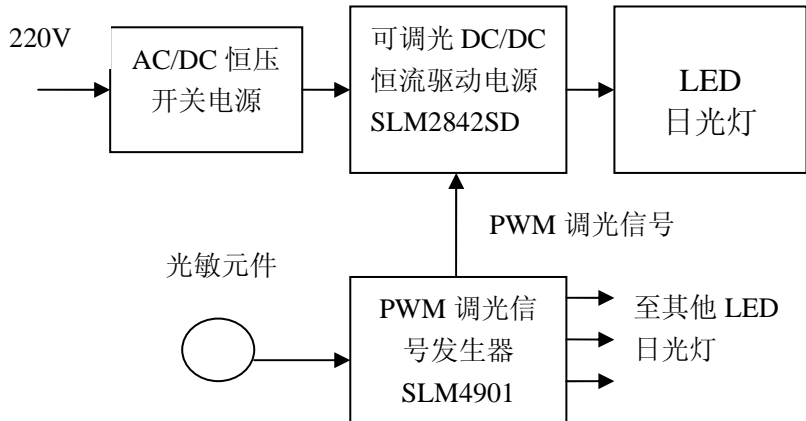 220V
AC/DC 恒压
开关电源
可调光 DC/DC
恒流驱动电源
SLM2842SD
LED
日光灯
PWM 调光信号
光敏元件
PWM 调光信
号发生器
SLM4901
至其他 LED
日光灯